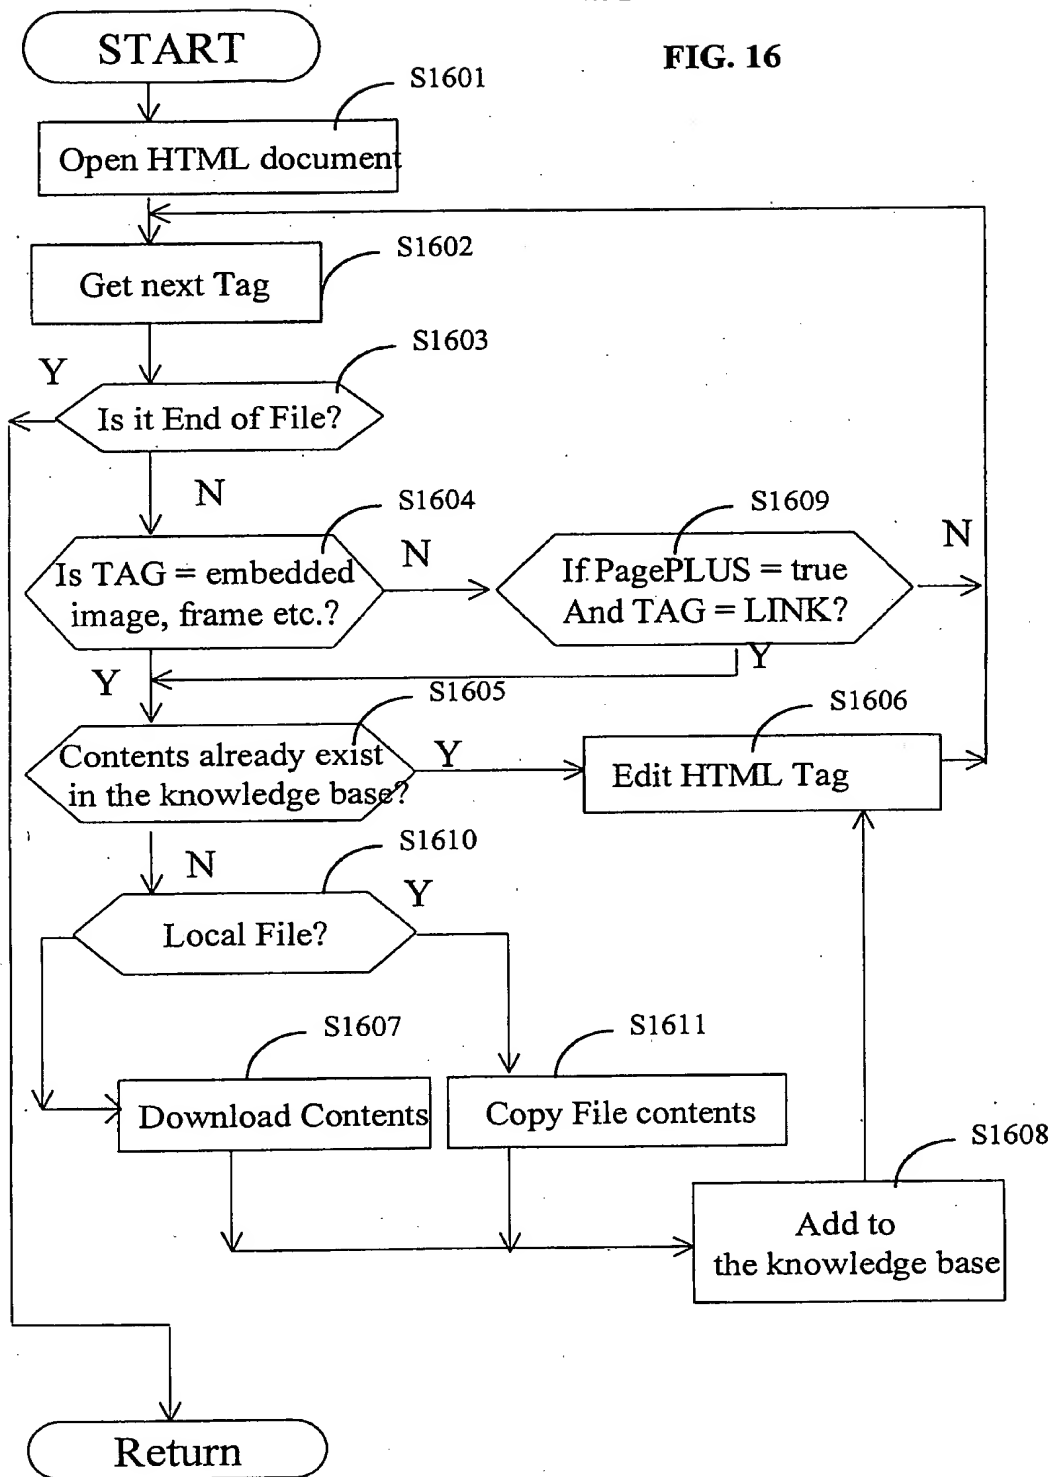 START
FIG. 16
S1601
Open HTML document
S1602
Get next Tag
S1603
Y
Is it End of File?
N
S1604
S1609
Is TAG = embedded
image, frame etc.?
N
If PagePLUS = true
And TAG = LINK?
N
Y
Y
S1605
S1606
Contents already exist
in the knowledge base?
Y
Edit HTML Tag
N
S1610
Y
Local File?
S1607
S1611
Download Contents
Copy File contents
S1608
Add to
the knowledge base
Return